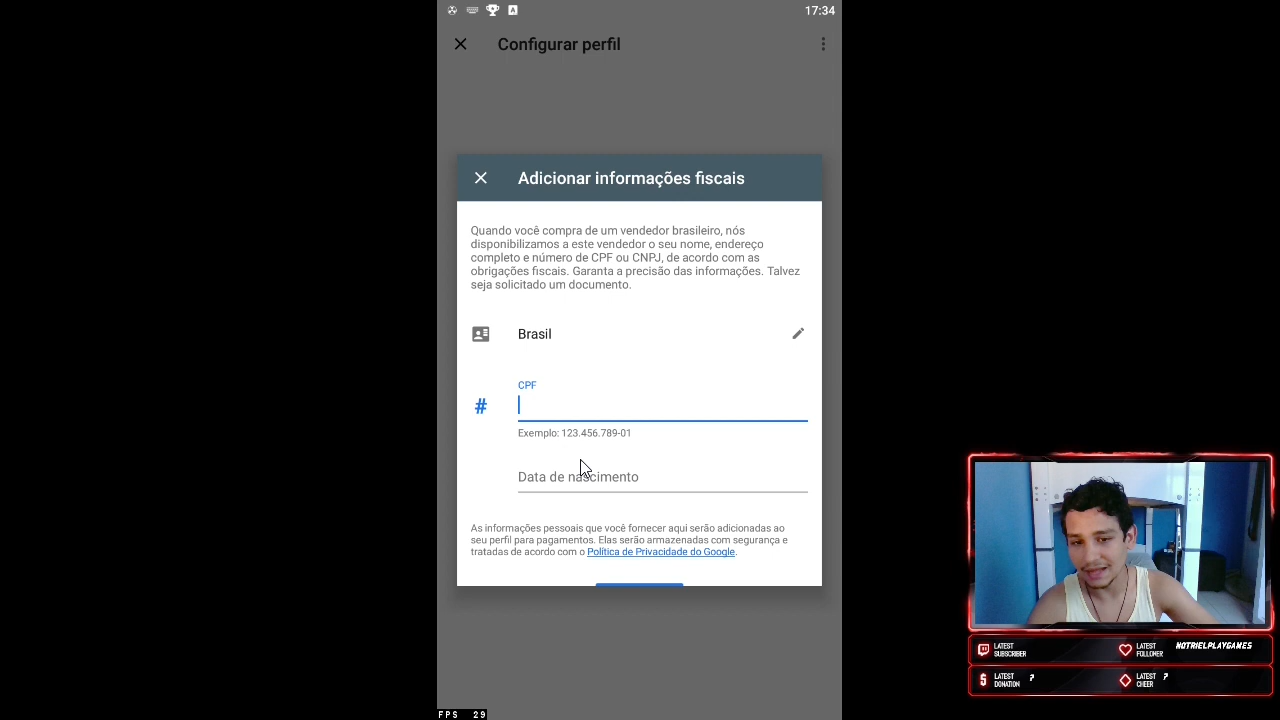 17:34
Configurar perfil
Adicionar informações fiscais
Quando você compra de um vendedor brasileiro, nós
disponibilizamos a este vendedor o seu nome, endereço
completo e número de CPF ou CNPJ, de acordo com as
obrigações fiscais. Garanta a precisão das informações. Talvez
seja solicitado um documento.
Brasil
CPF
#
Exemplo: 123.456.789-01
Data de nascimento
As informações pessoais que você fornecer aqui serão adicionadas ao
seu perfil para pagamentos. Elas serão armazenadas com segurança e
tratadas de acordo com o Política de Privacidade do Google.
FPS 29
LATEST
SUBSCRIBER
LATEST
FOLLOWER
NOTRIELPLAYGAMES
LATEST
DONATION
?
LATEST
CHEER
?